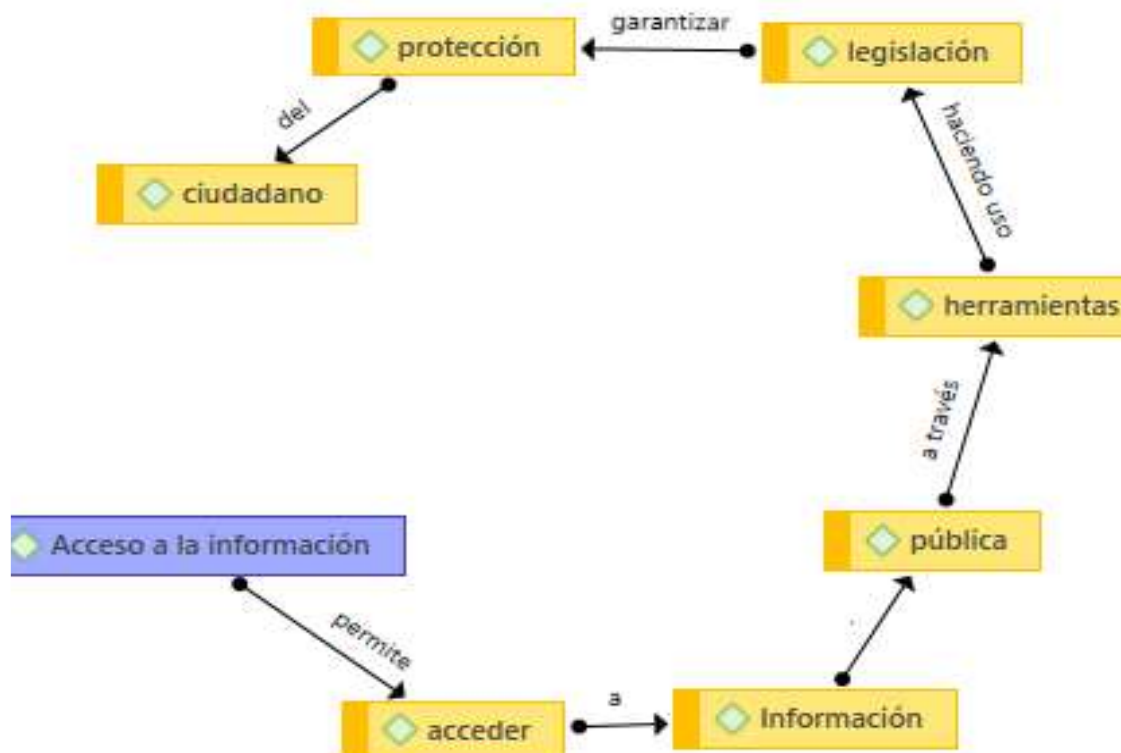 garantizar
protección
legislación
del
haciendo uso
ciudadano
herramientas
a través
Acceso a la información
pública
permite
a
Información
acceder